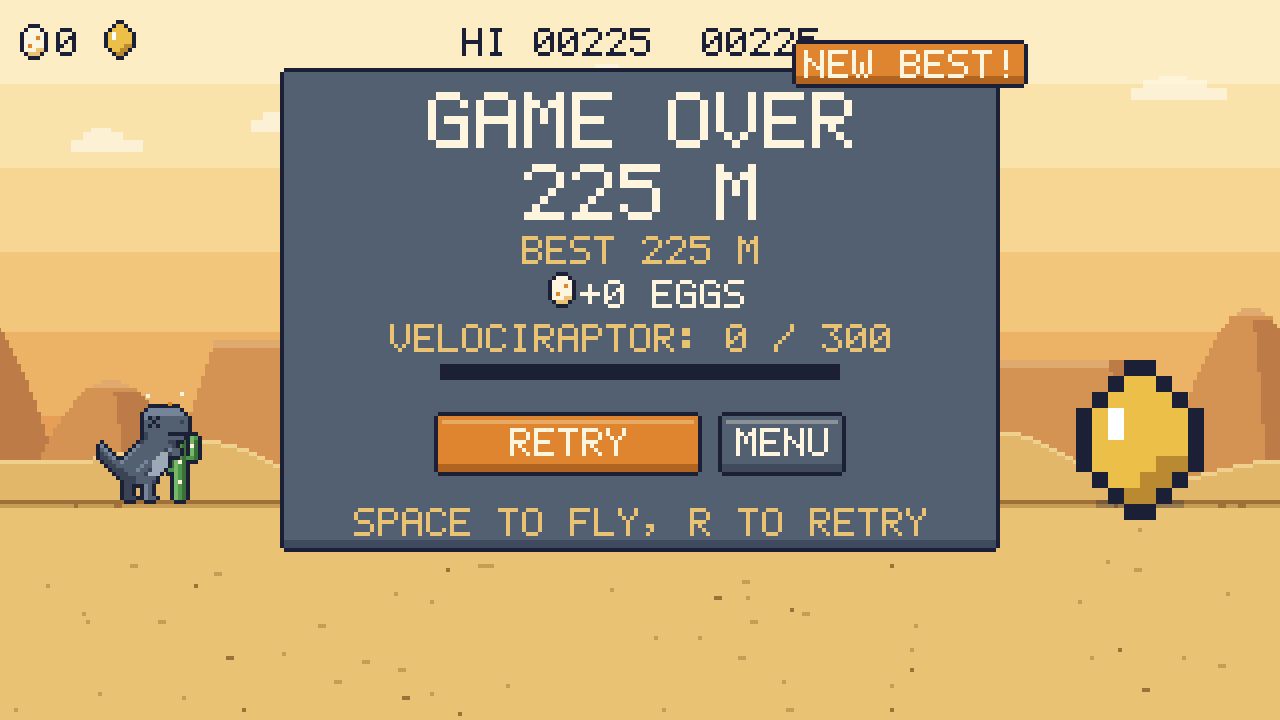 0
HI 00225 00225
NEW BEST!
GAME OVER
225 M
BEST 225 M
+0 EGGS
VELOCIRAPTOR: 0 / 300
RETRY
MENU
SPACE TO FLY, R TO RETRY